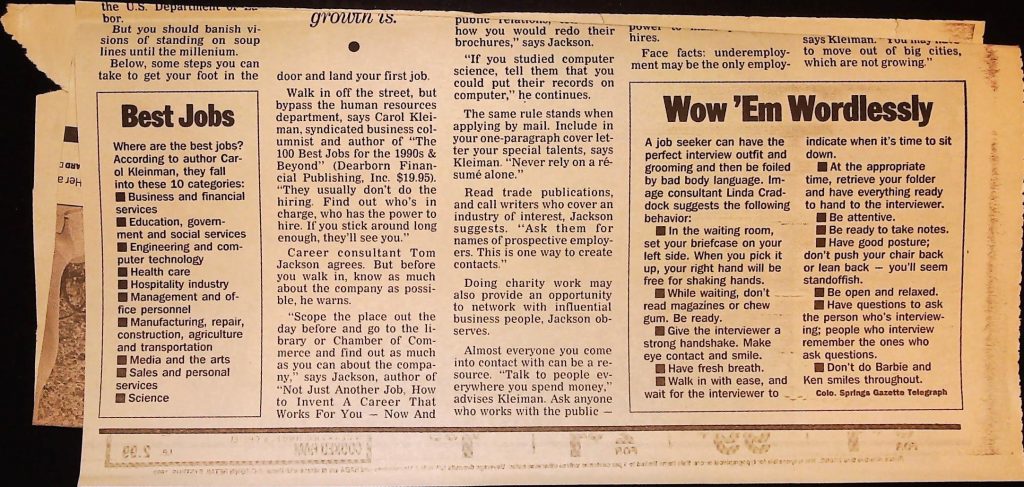 the U.S. Department of La-
bor.
But you should banish vi-
sions of standing on soup
lines until the millenium.
Below, some steps you can
take to get your foot in the
growth is.
door and land your first job.
Walk in off the street, but
bypass the human resources
department, says Carol Klei-
man, syndicated business col-
umnist and author of “The
100 Best Jobs for the 1990s &
Beyond” (Dearborn Finan-
cial Publishing, Inc. $19.95).
“They usually don't do the
hiring. Find out who's in
charge, who has the power to
hire. If you stick around long
enough, they'll see you.”
Career consultant Tom
Jackson agrees. But before
you walk in, know as much
about the company as possi-
ble, he warns.
“Scope the place out the
day before and go to the li-
brary or Chamber of Com-
merce and find out as much
as you can about the compa-
ny,” says Jackson, author of
“Not Just Another Job, How
to Invent A Career That
Works For You — Now And
public relations,
how you would redo their
brochures,” says Jackson.
“If you studied computer
science, tell them that you
could put their records on
computer,” he continues.
The same rule stands when
applying by mail. Include in
your one-paragraph cover let-
ter your special talents, says
Kleiman. “Never rely on a ré-
sumé alone.”
Read trade publications,
and call writers who cover an
industry of interest, Jackson
suggests. “Ask them for
names of prospective employ-
ers. This is one way to create
contacts.”
Doing charity work may
also provide an opportunity
to network with influential
business people, Jackson ob-
serves.
Almost everyone you come
into contact with can be a re-
source. “Talk to people ev-
erywhere you spend money,”
advises Kleiman. Ask anyone
who works with the public —
power to
hires.
Face facts: underemploy-
ment may be the only employ-
says Kleiman. “You may have
to move out of big cities,
which are not growing.”
Best Jobs
Where are the best jobs?
According to author Car-
ol Kleinman, they fall
into these 10 categories:
■ Business and financial
services
■ Education, govern-
ment and social services
■ Engineering and com-
puter technology
■ Health care
■ Hospitality industry
■ Management and of-
fice personnel
■ Manufacturing, repair,
construction, agriculture
and transportation
■ Media and the arts
■ Sales and personal
services
■ Science
Wow 'Em Wordlessly
A job seeker can have the
perfect interview outfit and
grooming and then be foiled
by bad body language. Im-
age consultant Linda Crad-
dock suggests the following
behavior:
■ In the waiting room,
set your briefcase on your
left side. When you pick it
up, your right hand will be
free for shaking hands.
■ While waiting, don't
read magazines or chew
gum. Be ready.
■ Give the interviewer a
strong handshake. Make
eye contact and smile.
■ Have fresh breath.
■ Walk in with ease, and
wait for the interviewer to
indicate when it's time to sit
down.
■ At the appropriate
time, retrieve your folder
and have everything ready
to hand to the interviewer.
■ Be attentive.
■ Be ready to take notes.
■ Have good posture;
don't push your chair back
or lean back — you'll seem
standoffish.
■ Be open and relaxed.
■ Have questions to ask
the person who's interview-
ing; people who interview
remember the ones who
ask questions.
■ Don't do Barbie and
Ken smiles throughout.
Colo. Springs Gazette Telegraph